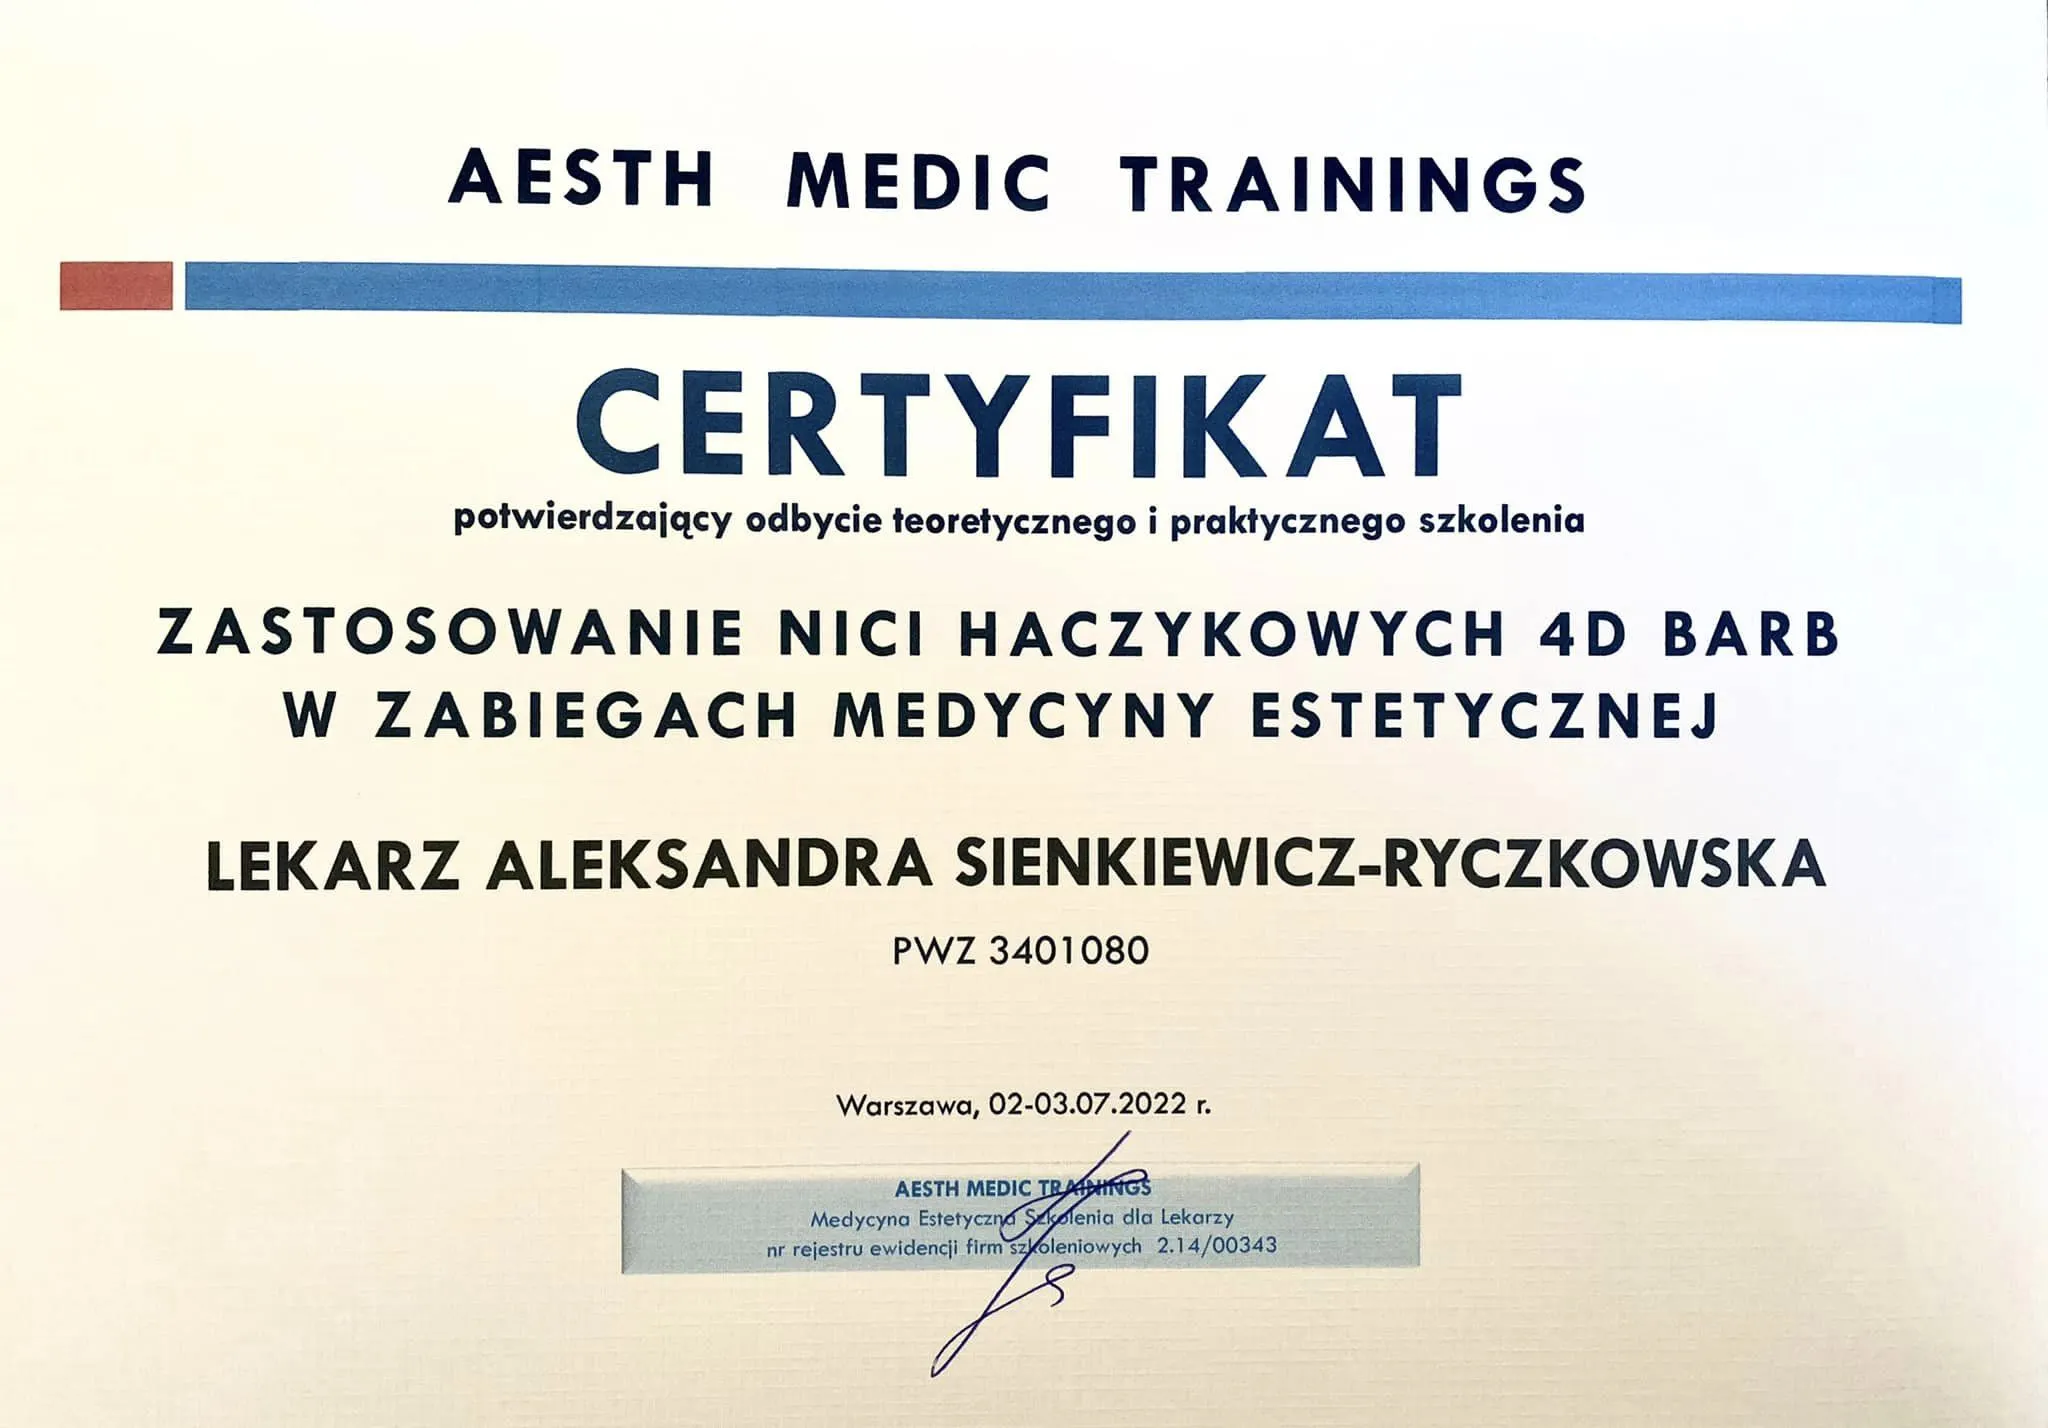 AESTH MEDIC TRAININGS
CERTYFIKAT
potwierdzający odbycie teoretycznego i praktycznego szkolenia
ZASTOSOWANIE NICI HACZYKOWYCH 4D BARB
W ZABIEGACH MEDYCYNY ESTETYCZNEJ
LEKARZ ALEKSANDRA SIENKIEWICZ-RYCZKOWSKA
PWZ 3401080
Warszawa, 02-03.07.2022 r.
AESTH MEDIC TRAININGS
Medycyna Estetyczna Szkolenia dla Lekarzy
nr rejestru ewidencji firm szkoleniowych 2.14/00343